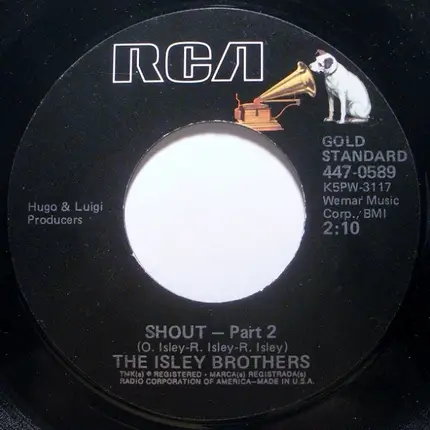 RCA
GOLD
STANDARD
447-0589
K5PW-3117
Wemar Music
Corp., BMI
2:10
Hugo & Luigi
Producers
SHOUT — Part 2
(O. Isley-R. Isley-R. Isley)
THE ISLEY BROTHERS
TMK(s) ® REGISTERED • MARCA(s) REGISTRADA(s)
RADIO CORPORATION OF AMERICA—MADE IN U.S.A.